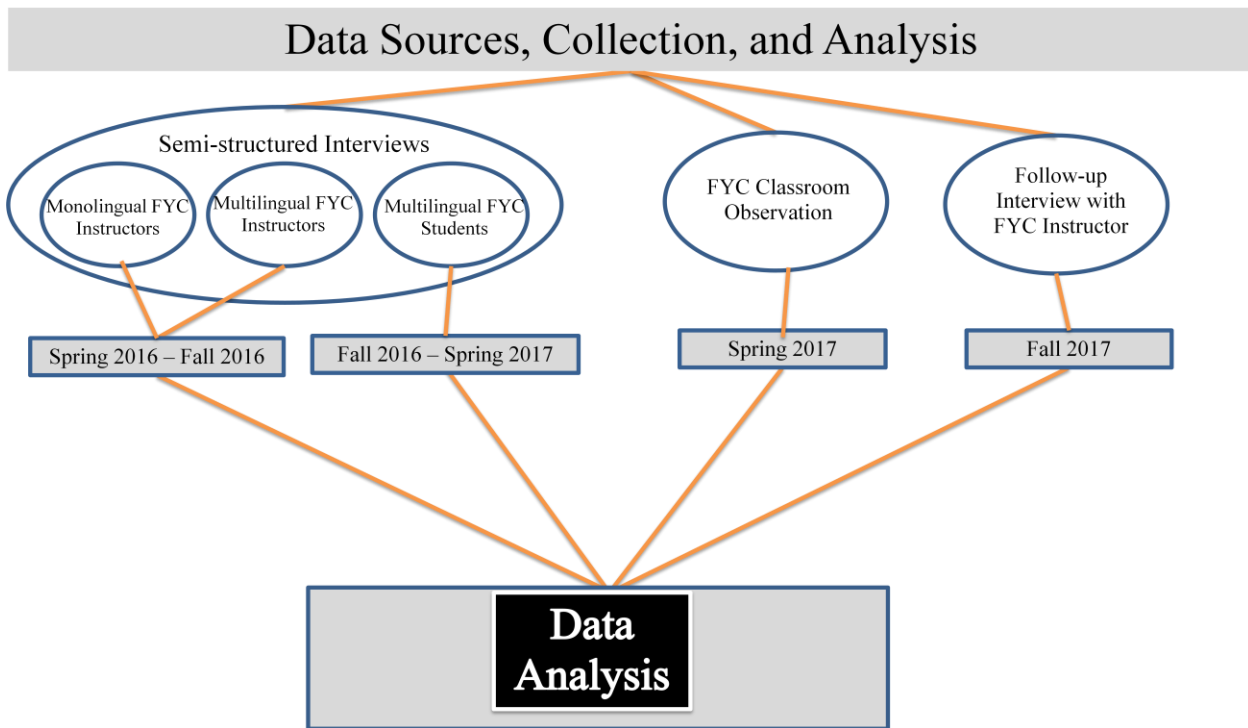 Data Sources, Collection, and Analysis
Semi-structured Interviews
Monolingual FYC
Instructors
Multilingual FYC
Instructors
Multilingual FYC
Students
FYC Classroom
Observation
Follow-up
Interview with
FYC Instructor
Spring 2016 – Fall 2016
Fall 2016 – Spring 2017
Spring 2017
Fall 2017
Data
Analysis